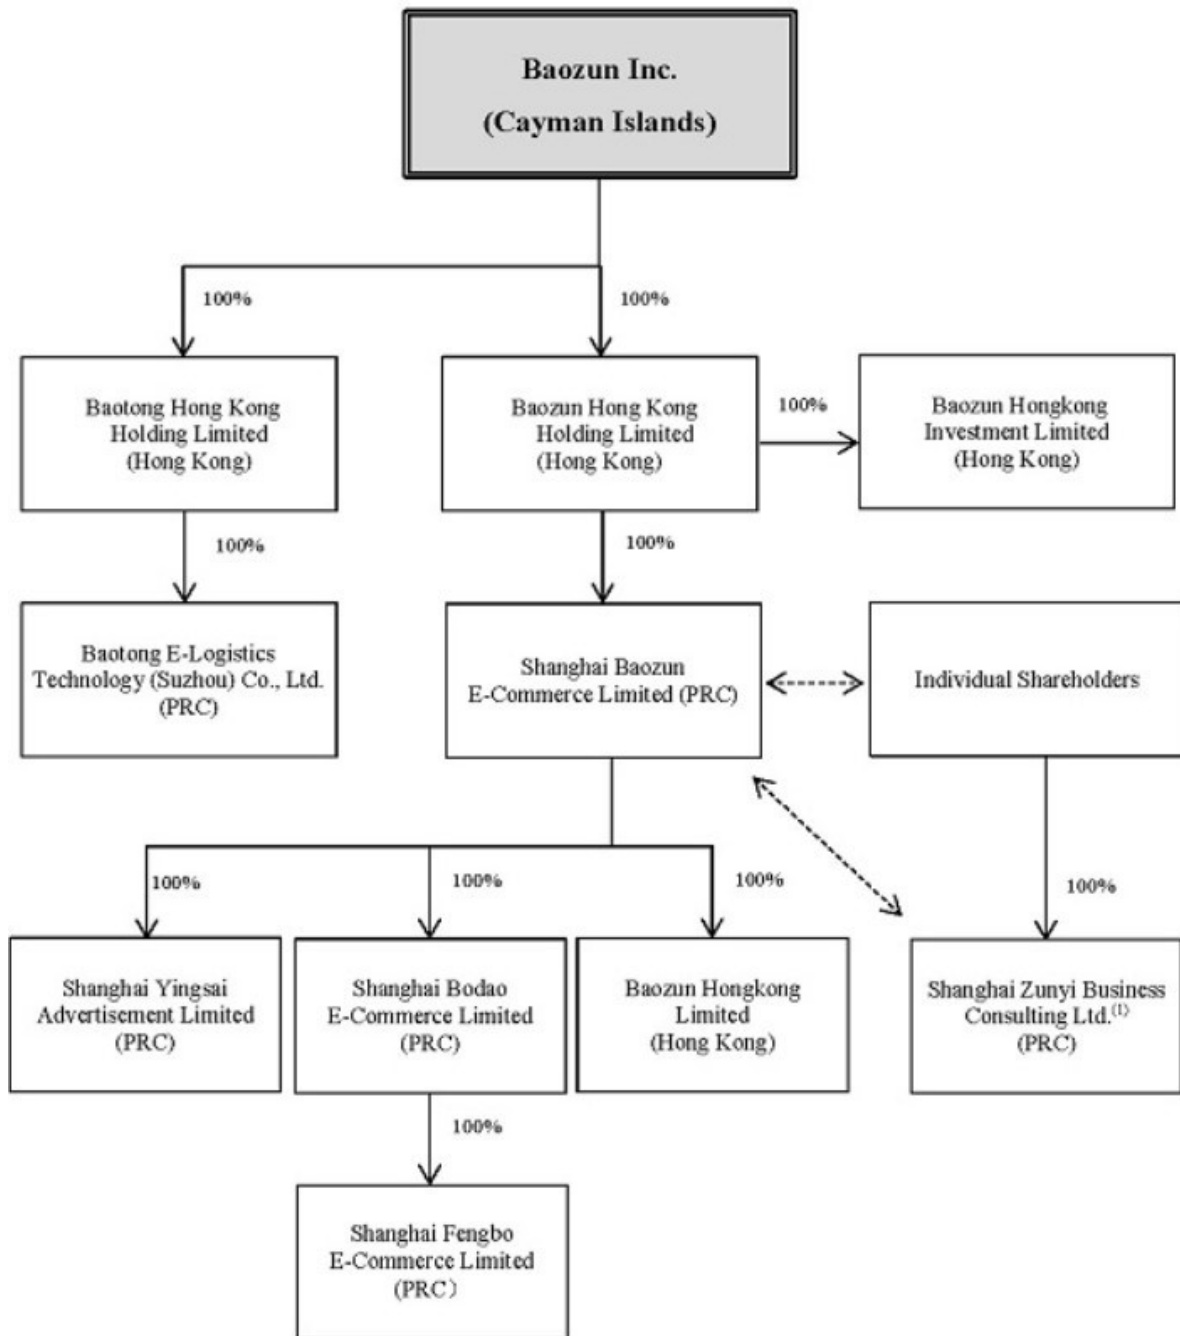 Baozun Inc.
(Cayman Islands)
100%
100%
Baotong Hong Kong
Holding Limited
(Hong Kong)
Baozun Hong Kong
Holding Limited
(Hong Kong)
100%
Baozun Hongkong
Investment Limited
(Hong Kong)
100%
100%
Baotong E-Logistics
Technology (Suzhou) Co., Ltd.
(PRC)
Shanghai Baozun
E-Commerce Limited (PRC)
Individual Shareholders
100%
100%
100%
100%
Shanghai Yingsai
Advertisement Limited
(PRC)
Shanghai Bodao
E-Commerce Limited
(PRC)
Baozun Hongkong
Limited
(Hong Kong)
Shanghai Zunyi Business
Consulting Ltd.(1)
(PRC)
100%
Shanghai Fengbo
E-Commerce Limited
(PRC）